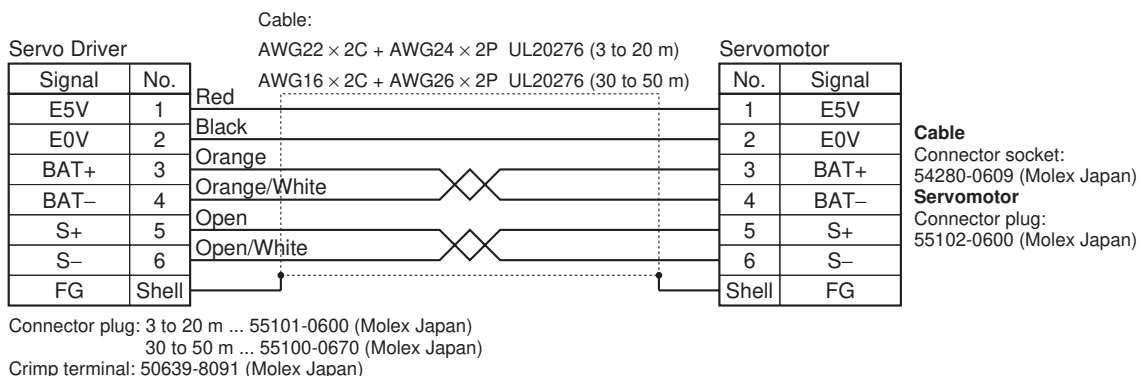 Cable:
Servo Driver
AWG22 × 2C + AWG24 × 2P UL20276 (3 to 20 m)
Servomotor
Signal No. AWG16 × 2C + AWG26 × 2P UL20276 (30 to 50 m) No. Signal
Red
E5V 1 1 E5V
Black
E0V 2 2 E0V
Orange
BAT+ 3 3 BAT+
Orange/White
BAT− 4 4 BAT−
Open
S+ 5 5 S+
Open/White
S− 6 6 S−
FG Shell Shell FG
Cable
Connector socket:
54280-0609 (Molex Japan)
Servomotor
Connector plug:
55102-0600 (Molex Japan)
Connector plug: 3 to 20 m ... 55101-0600 (Molex Japan)
30 to 50 m ... 55100-0670 (Molex Japan)
Crimp terminal: 50639-8091 (Molex Japan)